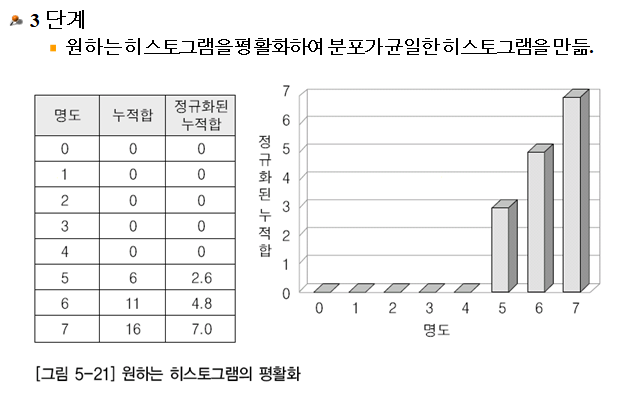 3 단계
원하는 히스토그램을 평활화하여 분포가 균일한 히스토그램을 만듦.
명도 누적합 정규화된 누적합
0 0 0
1 0 0
2 0 0
3 0 0
4 0 0
5 6 2.6
6 11 4.8
7 16 7.0
정규화된 누적합
7
6
5
4
3
2
1
0
0 1 2 3 4 5 6 7
명도
[그림 5-21] 원하는 히스토그램의 평활화